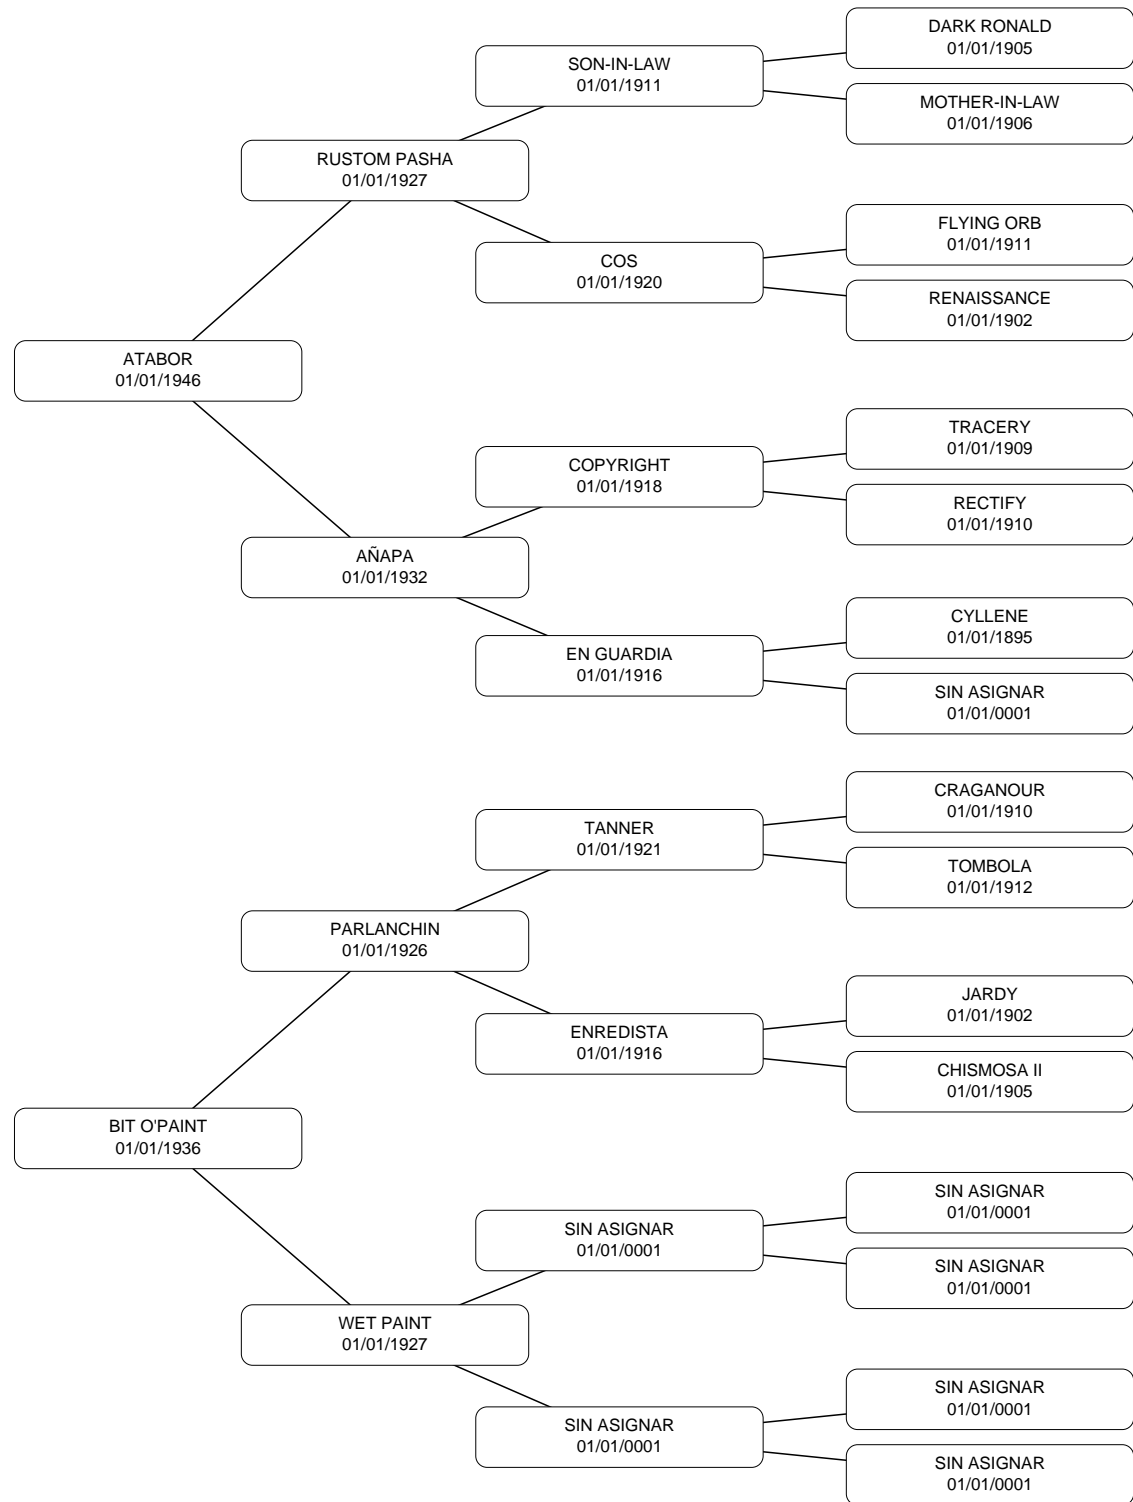 DARK RONALD
01/01/1905
SON-IN-LAW
01/01/1911
MOTHER-IN-LAW
01/01/1906
RUSTOM PASHA
01/01/1927
FLYING ORB
01/01/1911
COS
01/01/1920
RENAISSANCE
01/01/1902
ATABOR
01/01/1946
TRACERY
01/01/1909
COPYRIGHT
01/01/1918
RECTIFY
01/01/1910
AÑAPA
01/01/1932
CYLLENE
01/01/1895
EN GUARDIA
01/01/1916
SIN ASIGNAR
01/01/0001
CRAGANOUR
01/01/1910
TANNER
01/01/1921
TOMBOLA
01/01/1912
PARLANCHIN
01/01/1926
JARDY
01/01/1902
ENREDISTA
01/01/1916
CHISMOSA II
01/01/1905
BIT O'PAINT
01/01/1936
SIN ASIGNAR
01/01/0001
SIN ASIGNAR
01/01/0001
SIN ASIGNAR
01/01/0001
WET PAINT
01/01/1927
SIN ASIGNAR
01/01/0001
SIN ASIGNAR
01/01/0001
SIN ASIGNAR
01/01/0001